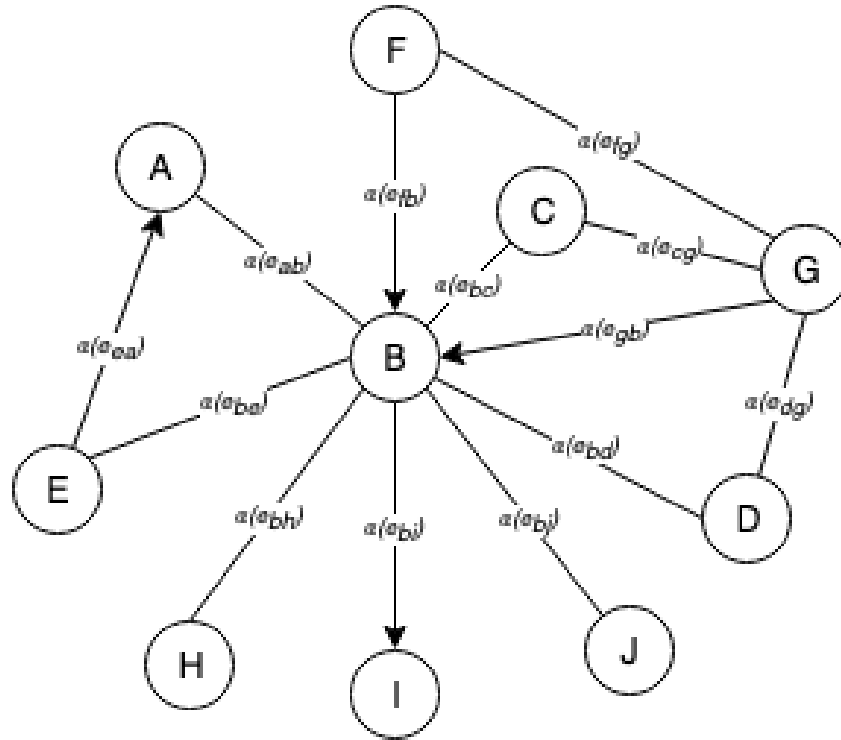 F
α(e_fg)
A
α(e_fb)
C
α(e_cg)
G
α(e_ab)
α(e_bc)
α(e_gb)
α(e_ea)
B
α(e_be)
α(e_dg)
α(e_bd)
E
D
α(e_bh)
α(e_bi)
α(e_bj)
H
I
J